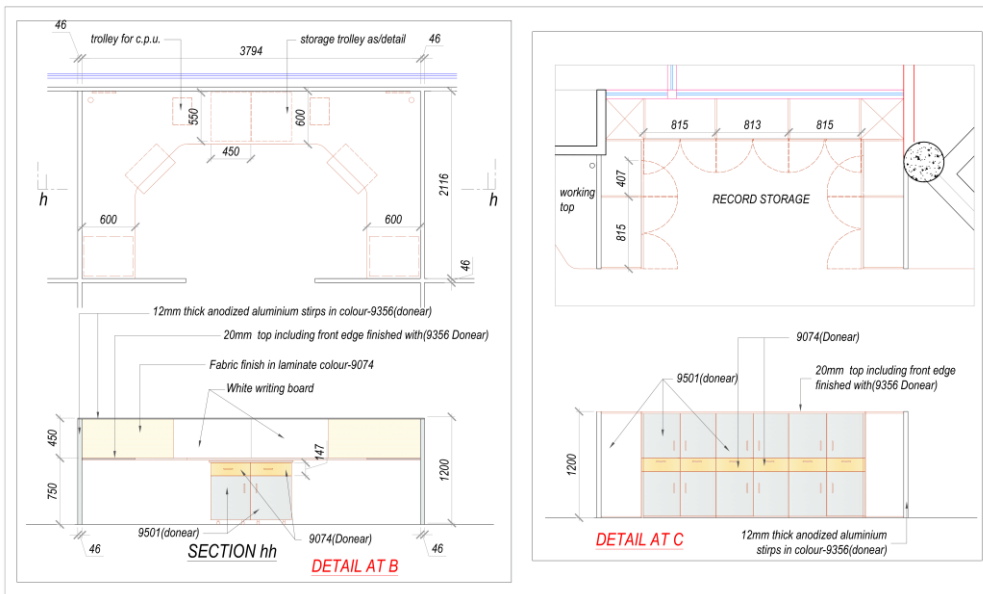 46
trolley for c.p.u.
storage trolley as/detail
46
3794
550
600
450
2116
h
h
600
600
46
12mm thick anodized aluminium stirps in colour-9356(donear)
20mm top including front edge finished with(9356 Donear)
Fabric finish in laminate colour-9074
White writing board
450
147
750
1200
9501(donear)
9074(Donear)
46
46
SECTION hh
DETAIL AT B
815
813
815
407
working
top
RECORD STORAGE
815
9074(Donear)
9501(donear)
20mm top including front edge
finished with(9356 Donear)
1200
DETAIL AT C
12mm thick anodized aluminium
stirps in colour-9356(donear)